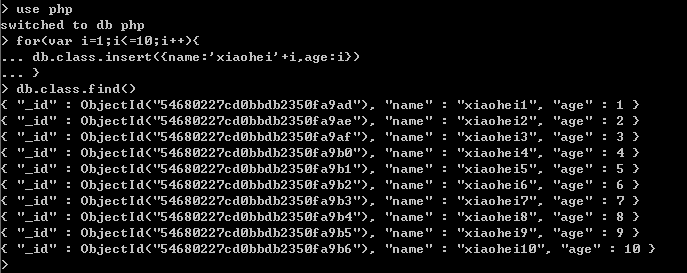 > use php
switched to db php
> for(var i=1;i<=10;i++){
... db.class.insert({name:'xiaohei'+i,age:i})
... }
> db.class.find()
{ "_id" : ObjectId("54680227cd0bbdb2350fa9ad"), "name" : "xiaohei1", "age" : 1 }
{ "_id" : ObjectId("54680227cd0bbdb2350fa9ae"), "name" : "xiaohei2", "age" : 2 }
{ "_id" : ObjectId("54680227cd0bbdb2350fa9af"), "name" : "xiaohei3", "age" : 3 }
{ "_id" : ObjectId("54680227cd0bbdb2350fa9b0"), "name" : "xiaohei4", "age" : 4 }
{ "_id" : ObjectId("54680227cd0bbdb2350fa9b1"), "name" : "xiaohei5", "age" : 5 }
{ "_id" : ObjectId("54680227cd0bbdb2350fa9b2"), "name" : "xiaohei6", "age" : 6 }
{ "_id" : ObjectId("54680227cd0bbdb2350fa9b3"), "name" : "xiaohei7", "age" : 7 }
{ "_id" : ObjectId("54680227cd0bbdb2350fa9b4"), "name" : "xiaohei8", "age" : 8 }
{ "_id" : ObjectId("54680227cd0bbdb2350fa9b5"), "name" : "xiaohei9", "age" : 9 }
{ "_id" : ObjectId("54680227cd0bbdb2350fa9b6"), "name" : "xiaohei10", "age" : 10 }
>